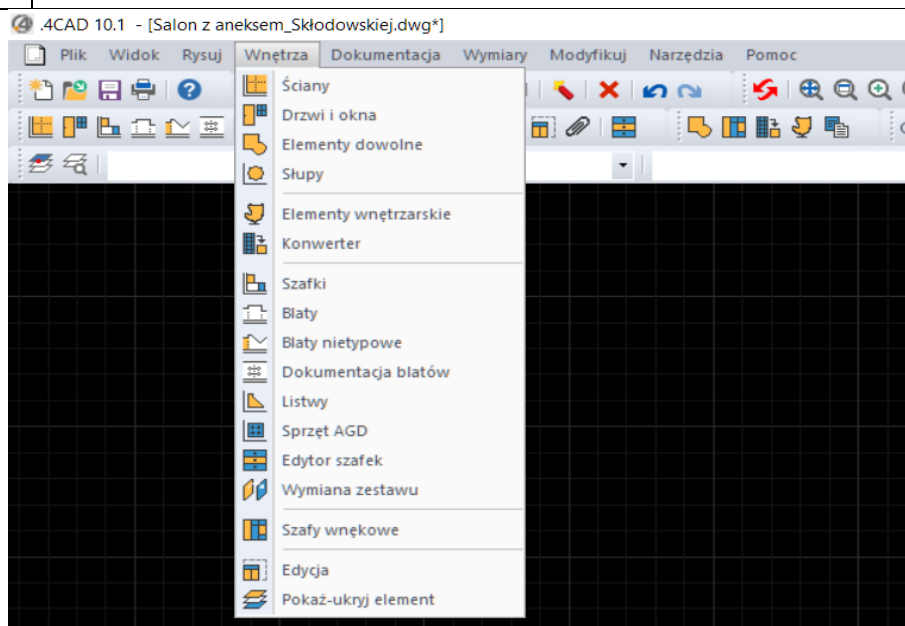 .4CAD 10.1 - [Salon z aneksem_Skłodowskiej.dwg*]
Plik Widok Rysuj Wnętrza Dokumentacja Wymiary Modyfikuj Narzędzia Pomoc
Ściany
Drzwi i okna
Elementy dowolne
Słupy
Elementy wnętrzarskie
Konwerter
Szafki
Blaty
Blaty nietypowe
Dokumentacja blatów
Listwy
Sprzęt AGD
Edytor szafek
Wymiana zestawu
Szafy wnękowe
Edycja
Pokaż-ukryj element